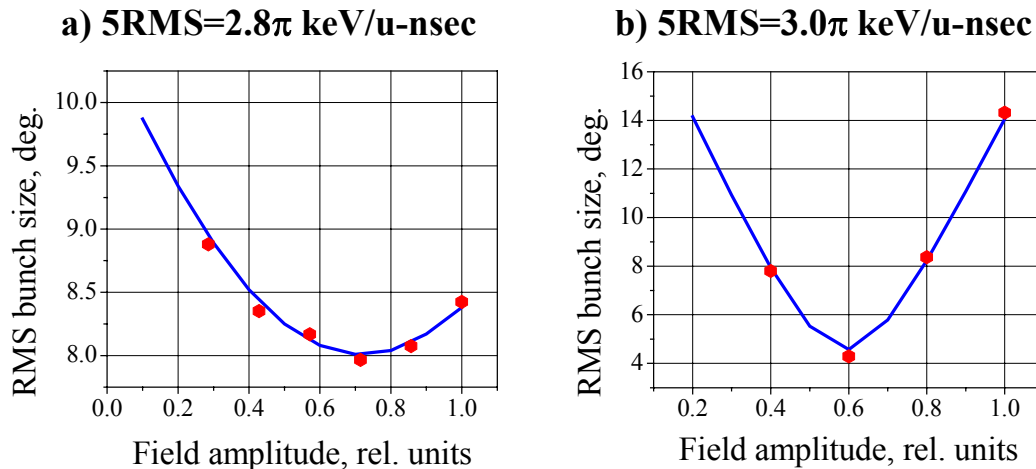 a) 5RMS=2.8π keV/u-nsec
b) 5RMS=3.0π keV/u-nsec
RMS bunch size, deg.
10.0
9.5
9.0
8.5
8.0
0.0 0.2 0.4 0.6 0.8 1.0
Field amplitude, rel. units
RMS bunch size, deg.
16
14
12
10
8
6
4
0.2 0.4 0.6 0.8 1.0
Field amplitude, rel. units